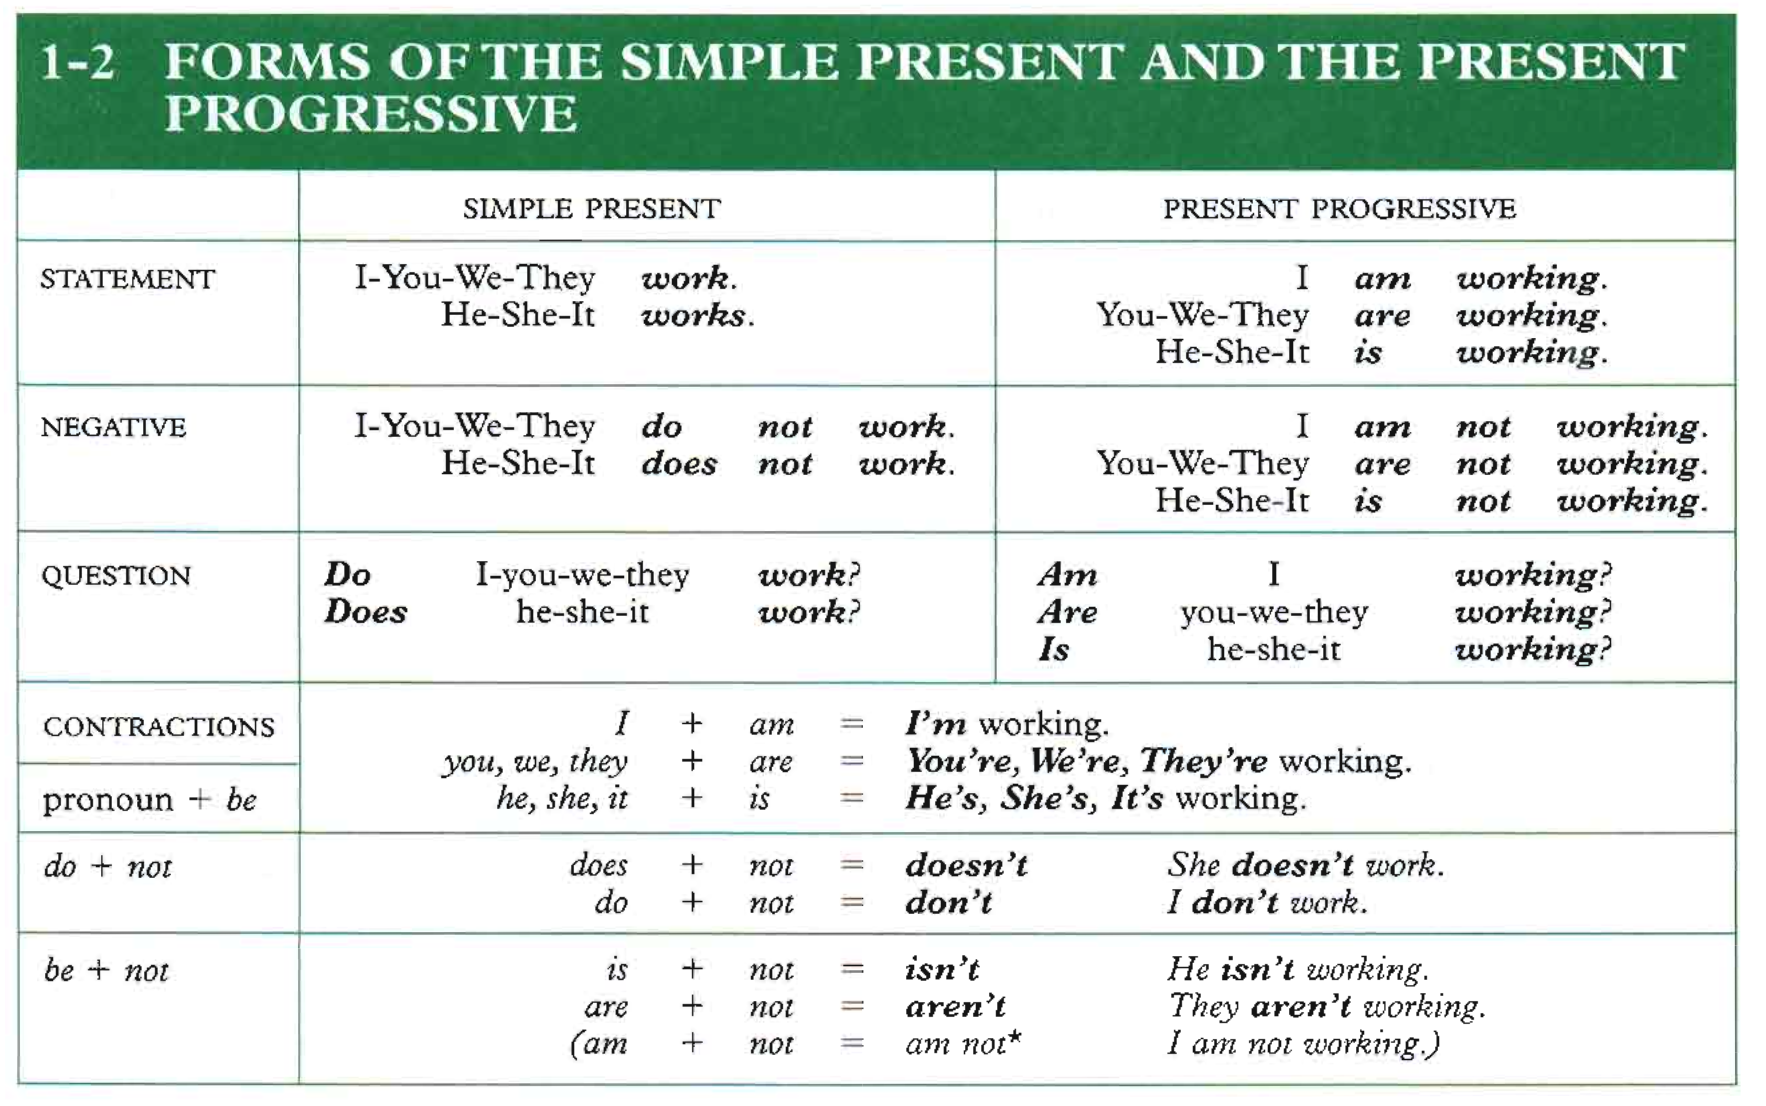 1-2 FORMS OF THE SIMPLE PRESENT AND THE PRESENT
PROGRESSIVE
SIMPLE PRESENT PRESENT PROGRESSIVE
STATEMENT I-You-We-They work. I am working.
He-She-It works. You-We-They are working.
He-She-It is working.
NEGATIVE I-You-We-They do not work. I am not working.
He-She-It does not work. You-We-They are not working.
He-She-It is not working.
QUESTION Do I-you-we-they work? Am I working?
Does he-she-it work? Are you-we-they working?
Is he-she-it working?
CONTRACTIONS I + am = I'm working.
you, we, they + are = You're, We're, They're working.
pronoun + be he, she, it + is = He's, She's, It's working.
do + not does + not = doesn't She doesn't work.
do + not = don't I don't work.
be + not is + not = isn't He isn't working.
are + not = aren't They aren't working.
(am + not = am not* I am not working.)